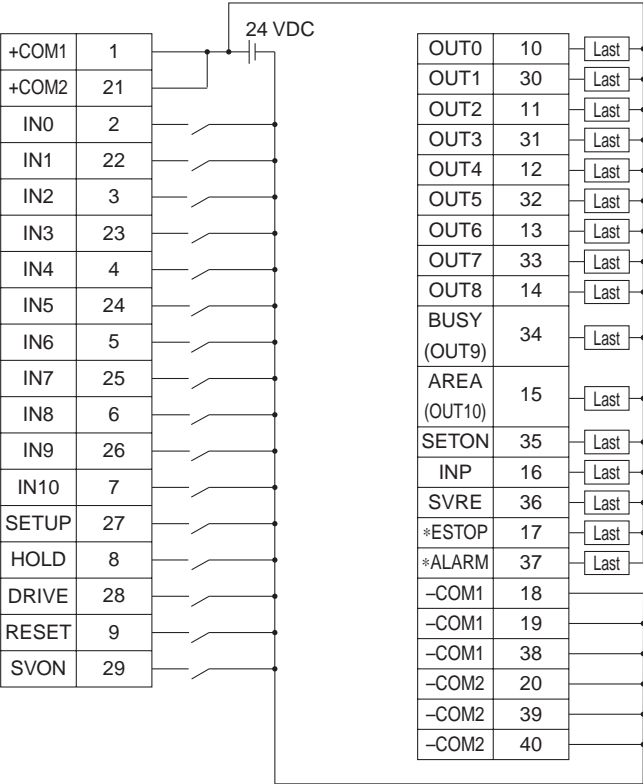 24 VDC
+COM1 1
+COM2 21
IN0 2
IN1 22
IN2 3
IN3 23
IN4 4
IN5 24
IN6 5
IN7 25
IN8 6
IN9 26
IN10 7
SETUP 27
HOLD 8
DRIVE 28
RESET 9
SVON 29
OUT0 10 Last
OUT1 30 Last
OUT2 11 Last
OUT3 31 Last
OUT4 12 Last
OUT5 32 Last
OUT6 13 Last
OUT7 33 Last
OUT8 14 Last
BUSY
(OUT9) 34 Last
AREA
(OUT10) 15 Last
SETON 35 Last
INP 16 Last
SVRE 36 Last
*ESTOP 17 Last
*ALARM 37 Last
–COM1 18
–COM1 19
–COM1 38
–COM2 20
–COM2 39
–COM2 40